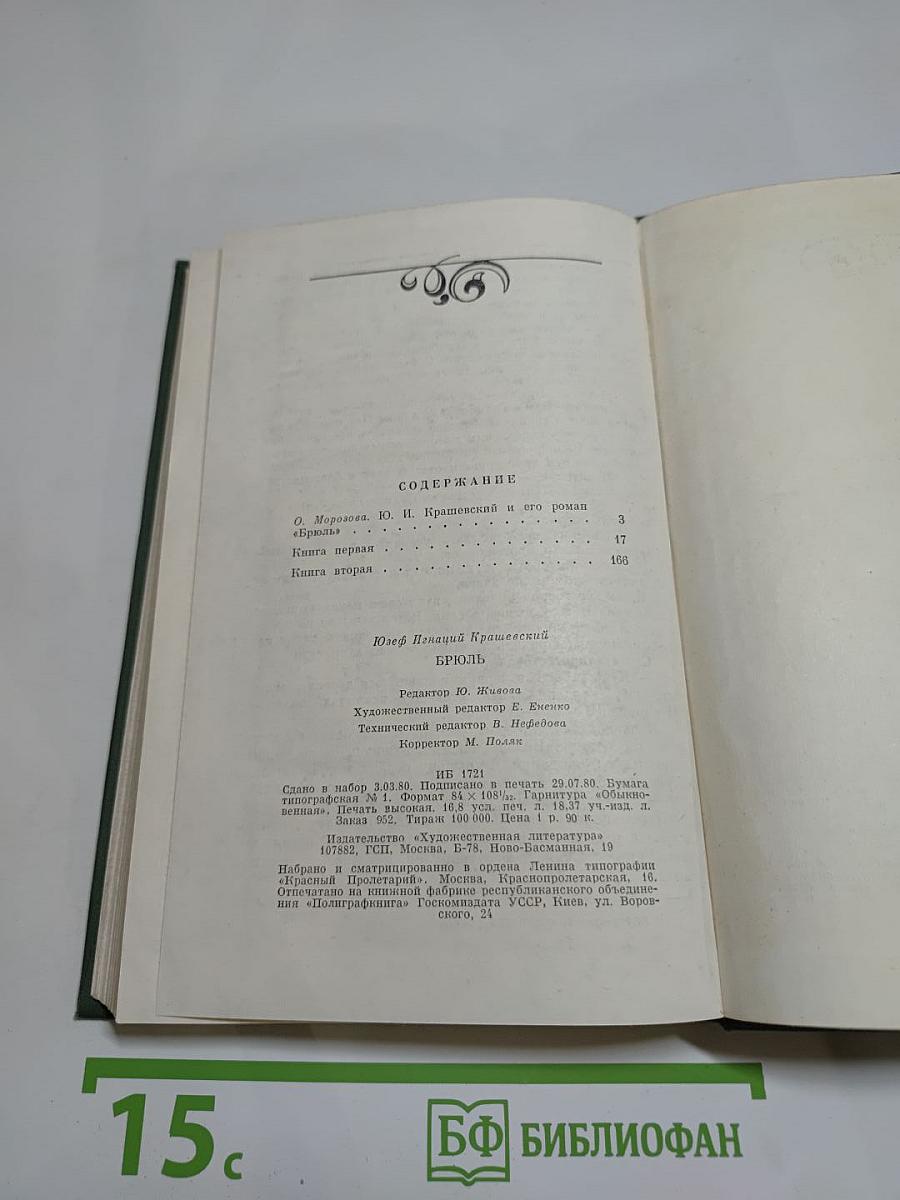 СОДЕРЖАНИЕ
О. Морозова. Ю. И. Крашевский и его роман
«Брюль» . . . . . . . . . . . . . . . 3
Книга первая . . . . . . . . . . . . . 17
Книга вторая . . . . . . . . . . . . . 166
Юзеф Игнаций Крашевский
БРЮЛЬ
Редактор Ю. Живова
Художественный редактор Е. Ененко
Технический редактор В. Нефедова
Корректор М. Поляк
ИБ 1721
Сдано в набор 3.03.80. Подписано в печать 29.07.80. Бумага
типографская № 1. Формат 84 × 108¹/₃₂. Гарнитура «Обыкно-
венная». Печать высокая. 16,8 усл. печ. л. 18,37 уч.-изд. л.
Заказ 952. Тираж 100 000. Цена 1 р. 90 к.
Издательство «Художественная литература»
107882, ГСП, Москва, Б-78, Ново-Басманная, 19
Набрано и сматрицировано в ордена Ленина типографии
«Красный Пролетарий». Москва, Краснопролетарская, 16.
Отпечатано на книжной фабрике республиканского объедине-
ния «Полиграфкнига» Госкомиздата УССР, Киев, ул. Воров-
ского, 24
15 с
БФ БИБЛИОФАН